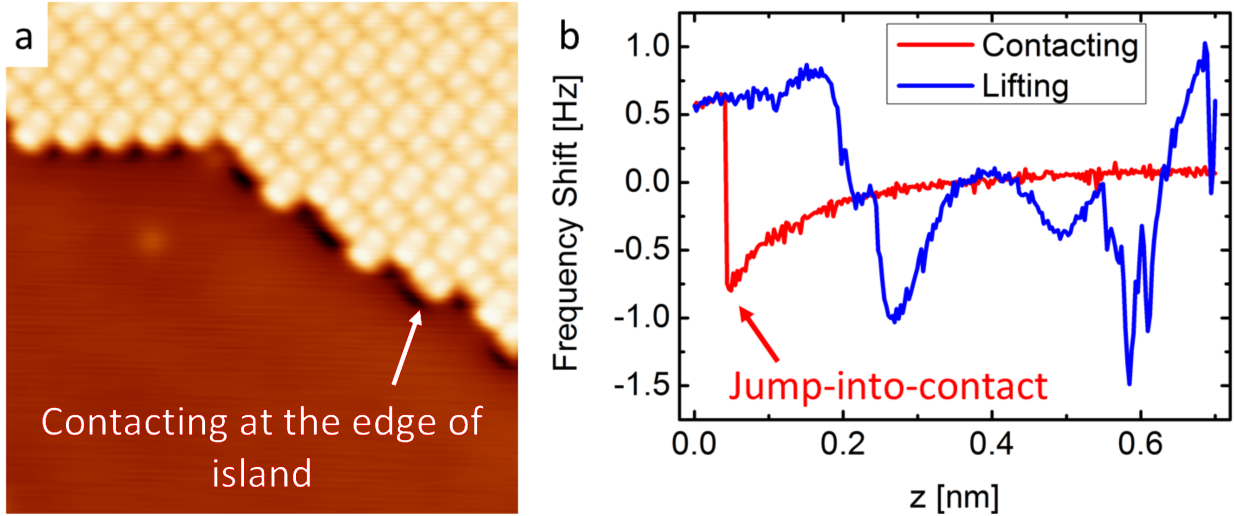 a
Contacting at the edge of
island
b
Frequency Shift [Hz]
1.0
0.5
0.0
-0.5
-1.0
-1.5
Contacting
Lifting
Jump-into-contact
0.0 0.2 0.4 0.6
z [nm]